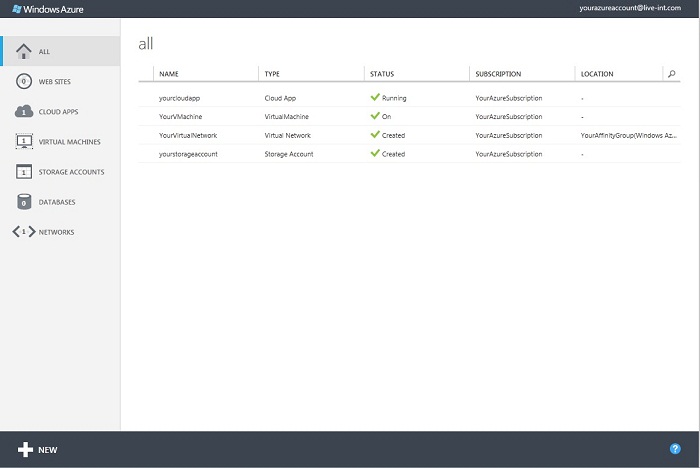 Windows Azure
yourazureaccount@live-int.com
ALL
0 WEB SITES
1 CLOUD APPS
1 VIRTUAL MACHINES
1 STORAGE ACCOUNTS
0 DATABASES
1 NETWORKS
all
NAME TYPE STATUS SUBSCRIPTION LOCATION
yourcloudapp Cloud App Running YourAzureSubscription -
YourVMachine VirtualMachine On YourAzureSubscription -
YourVirtualNetwork Virtual Network Created YourAzureSubscription YourAffinityGroup(Windows Az...
yourstorageaccount Storage Account Created YourAzureSubscription -
NEW
?